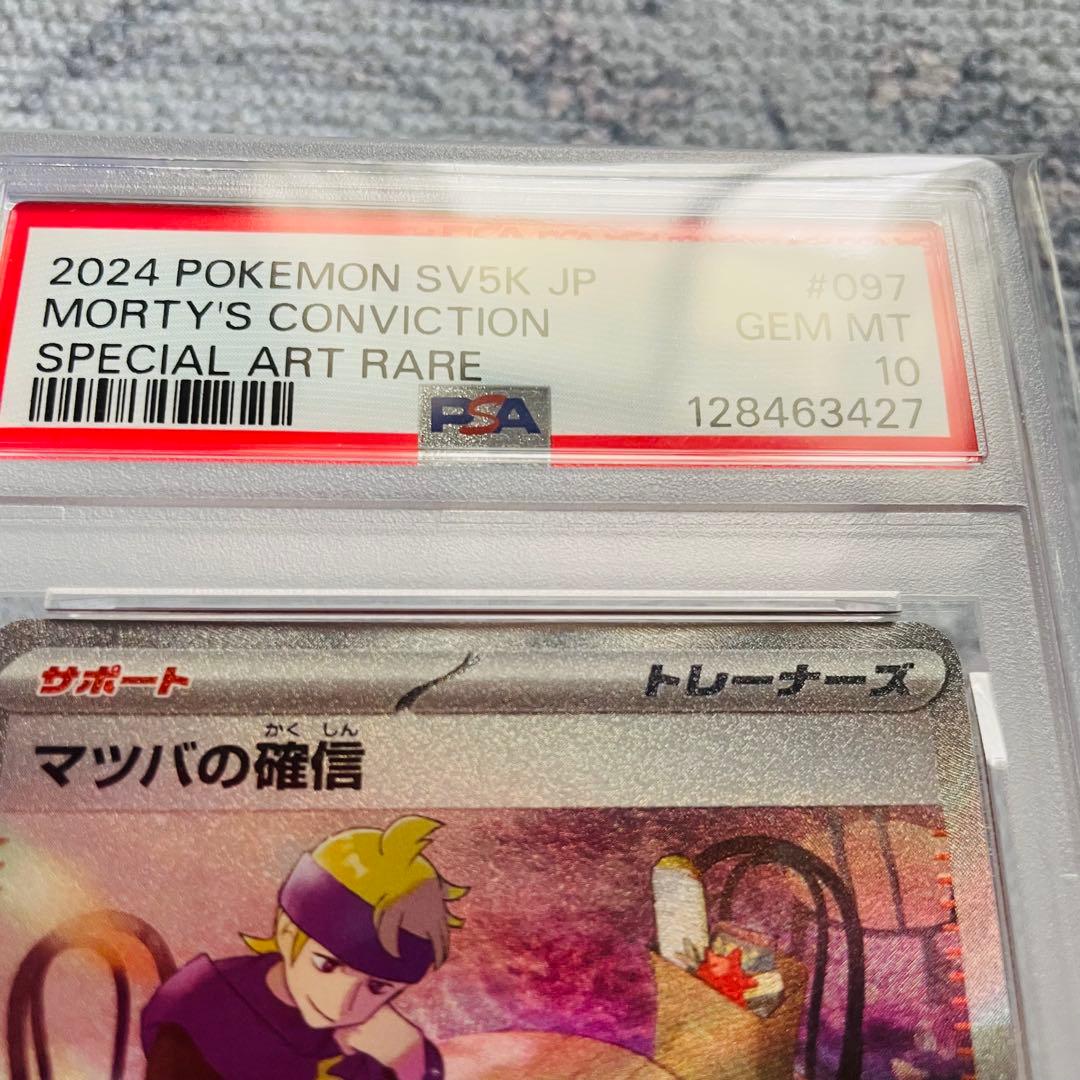 2024 POKEMON SV5K JP #097
MORTY'S CONVICTION GEM MT
SPECIAL ART RARE 10
PSA 128463427
サポート トレーナーズ
かく しん
マツバの確信